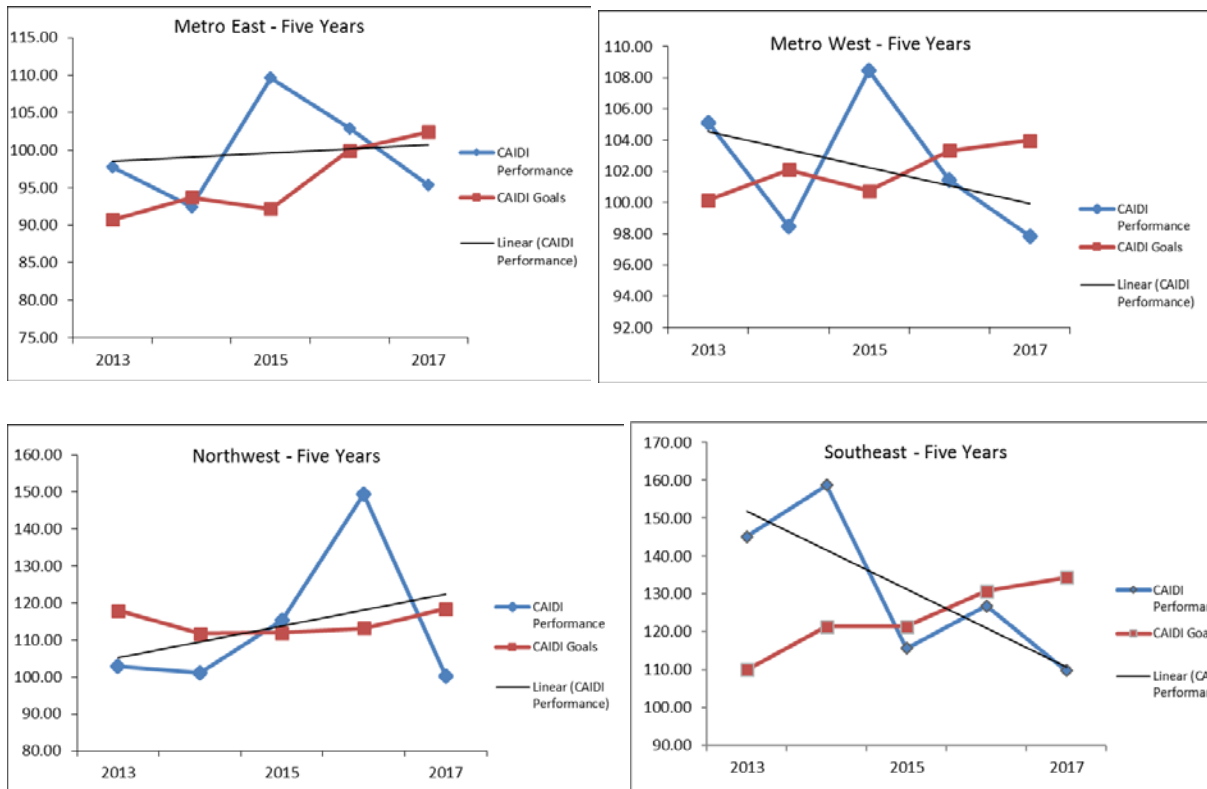 Metro East - Five Years
115.00
110.00
105.00
100.00
95.00
90.00
85.00
80.00
75.00
2013
2015
2017
CAIDI
Performance
CAIDI Goals
Linear (CAIDI
Performance)
Metro West - Five Years
110.00
108.00
106.00
104.00
102.00
100.00
98.00
96.00
94.00
92.00
2013
2015
2017
CAIDI
Performance
CAIDI Goals
Linear (CAIDI
Performance)
Northwest - Five Years
160.00
150.00
140.00
130.00
120.00
110.00
100.00
90.00
80.00
2013
2015
2017
CAIDI
Performance
CAIDI Goals
Linear (CAIDI
Performance)
Southeast - Five Years
170.00
160.00
150.00
140.00
130.00
120.00
110.00
100.00
90.00
2013
2015
2017
CAIDI
Performan
CAIDI Goa
Linear (CA
Performan